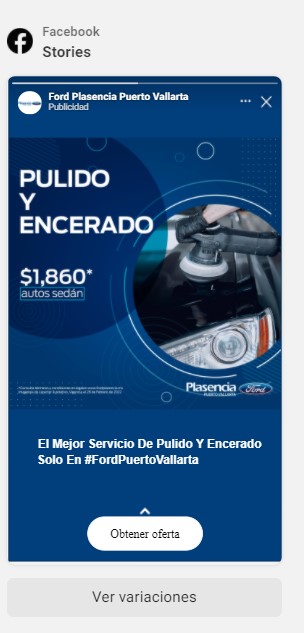 Facebook
Stories
Ford Plasencia Puerto Vallarta
Publicidad
PULIDO
Y
ENCERADO
$1,860*
autos sedán
Plasencia Ford
PUERTO VALLARTA
El Mejor Servicio De Pulido Y Encerado
Solo En #FordPuertoVallarta
Obtener oferta
Ver variaciones